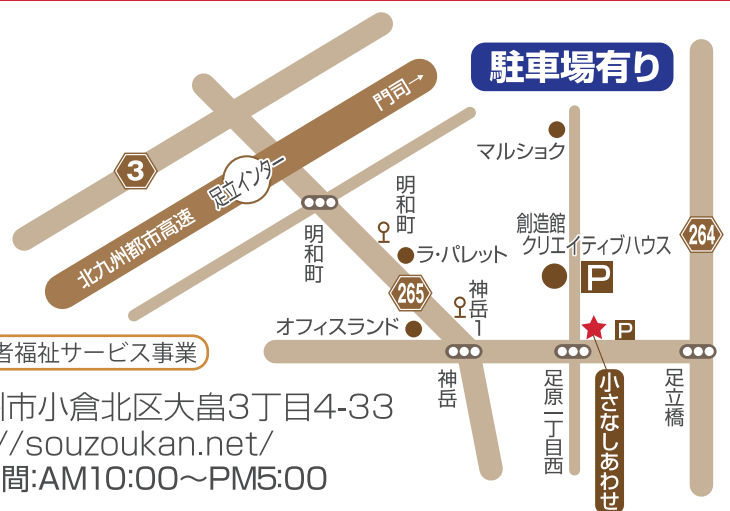 駐車場有り
門司→
3
足立インター
北九州都市高速
マルショク
明和町
明和町
ラ・パレット
創造館
クリエイティブハウス
P
264
265
神岳1
オフィスランド
P
神岳
足原一丁目西
小さなしあわせ
足立橋
者福祉サービス事業
州市小倉北区大畠3丁目4-33
//souzoukan.net/
間:AM10:00〜PM5:00